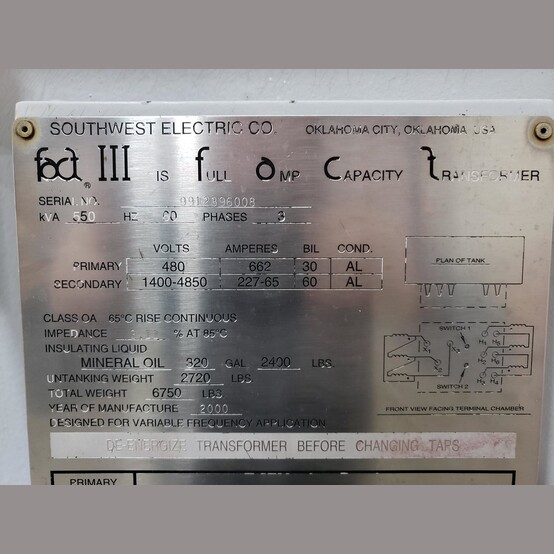 SOUTHWEST ELECTRIC CO. OKLAHOMA CITY, OKLAHOMA USA
fact III ® IS FULL AMP CAPACITY TRANSFORMER
SERIAL NO.
KVA 550 HZ 60 PHASES 3
VOLTS AMPERES BIL COND.
PRIMARY 480 662 30 AL
SECONDARY 1400-4850 227-65 60 AL
PLAN OF TANK
CLASS OA 65°C RISE CONTINUOUS
IMPEDANCE % AT 85°C
INSULATING LIQUID
MINERAL OIL 320 GAL 2400 LBS.
UNTANKING WEIGHT 2720 LBS.
TOTAL WEIGHT 6750 LBS
YEAR OF MANUFACTURE 2000
DESIGNED FOR VARIABLE FREQUENCY APPLICATION
SWITCH 1
SWITCH 2
FRONT VIEW FACING TERMINAL CHAMBER
DE-ENERGIZE TRANSFORMER BEFORE CHANGING TAPS
PRIMARY